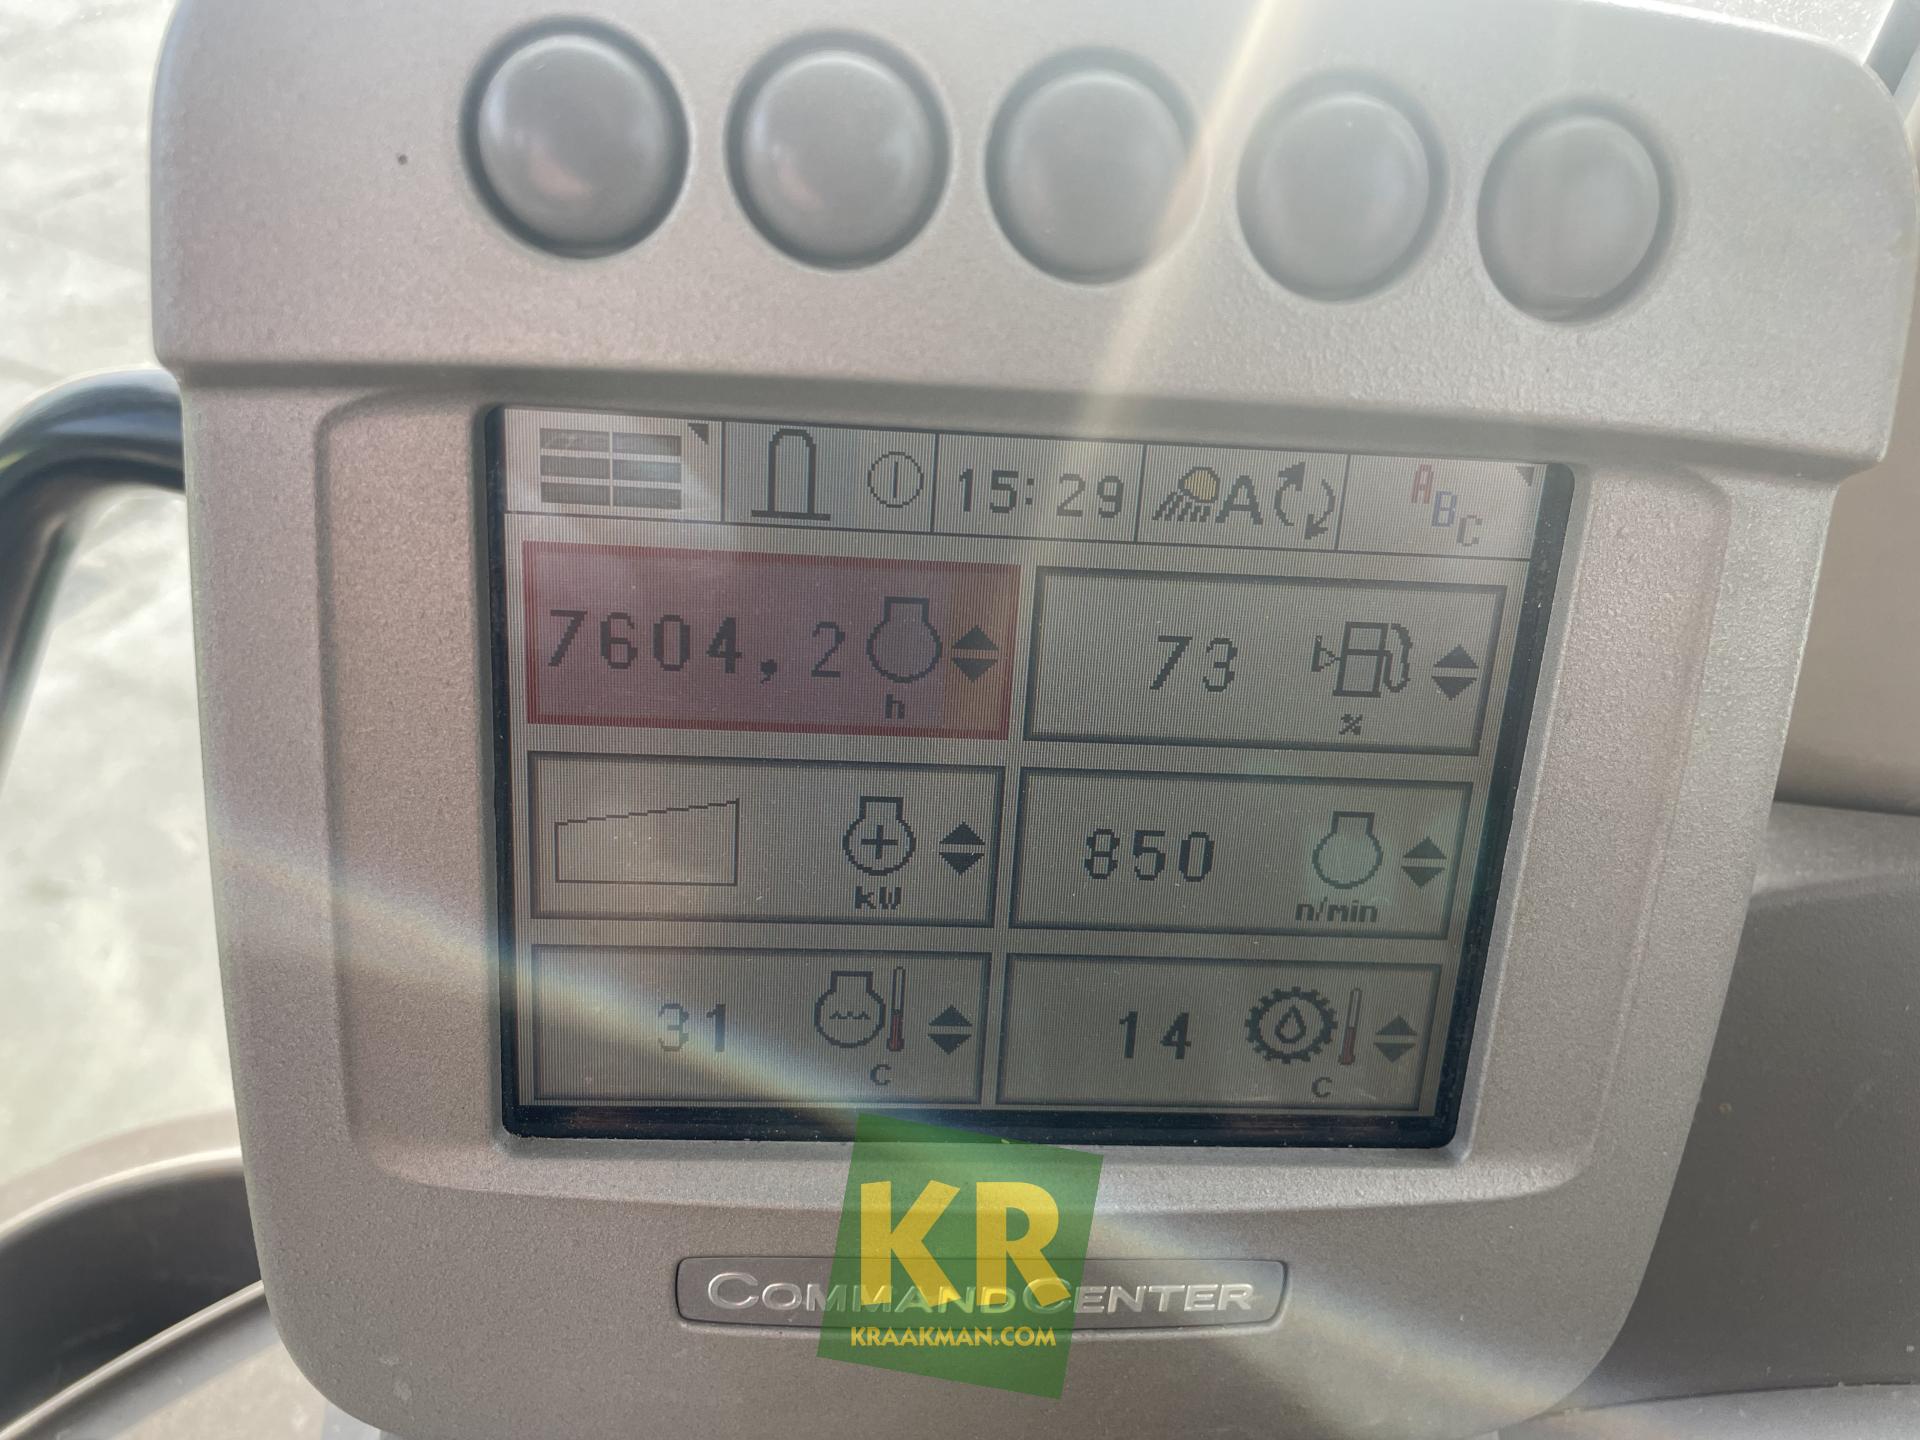 15:29 A ABC
7604,2 h
73 %
kW
850 n/min
31 C
14 C
KR
COMMANDCENTER
KRAAKMAN.COM